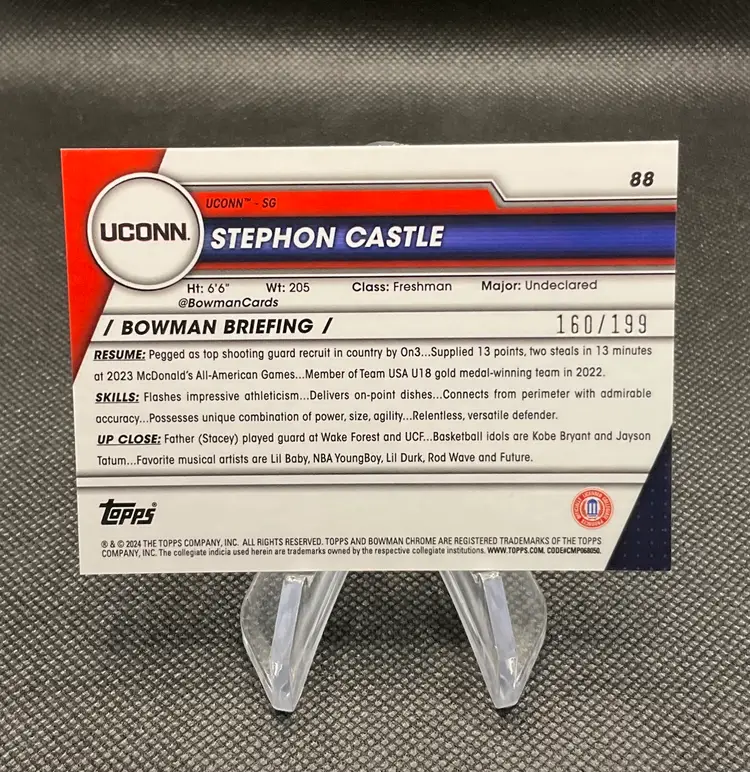 88
UCONN™ - SG
UCONN.
STEPHON CASTLE
Ht: 6'6" Wt: 205 Class: Freshman Major: Undeclared
@BowmanCards
/ BOWMAN BRIEFING / 160/199
RESUME: Pegged as top shooting guard recruit in country by On3...Supplied 13 points, two steals in 13 minutes
at 2023 McDonald's All-American Games...Member of Team USA U18 gold medal-winning team in 2022.
SKILLS: Flashes impressive athleticism...Delivers on-point dishes...Connects from perimeter with admirable
accuracy...Possesses unique combination of power, size, agility...Relentless, versatile defender.
UP CLOSE: Father (Stacey) played guard at Wake Forest and UCF...Basketball idols are Kobe Bryant and Jayson
Tatum...Favorite musical artists are Lil Baby, NBA YoungBoy, Lil Durk, Rod Wave and Future.
Topps®
® & © 2024 THE TOPPS COMPANY, INC. ALL RIGHTS RESERVED. TOPPS AND BOWMAN CHROME ARE REGISTERED TRADEMARKS OF THE TOPPS
COMPANY, INC. The collegiate indicia used herein are trademarks owned by the respective collegiate institutions. WWW.TOPPS.COM. CODE#CMP068050.